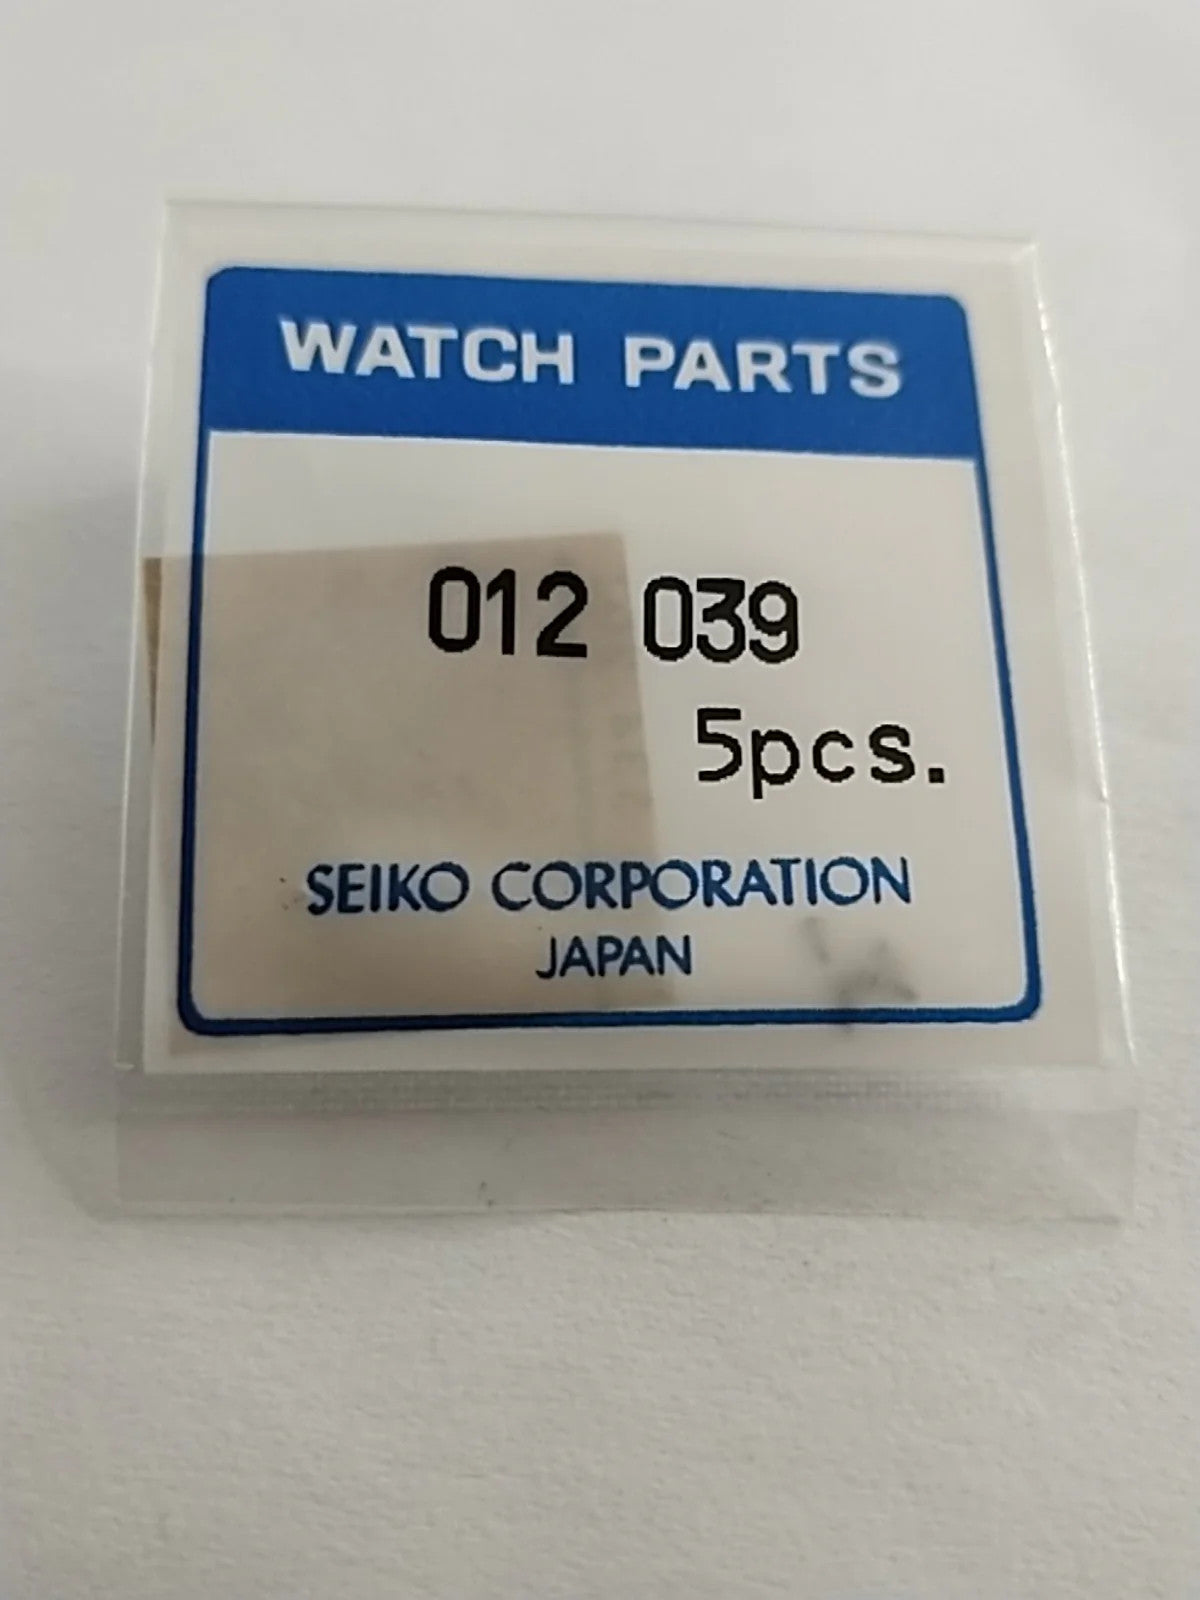 WATCH PARTS
012 039
5pcs.
SEIKO CORPORATION
JAPAN